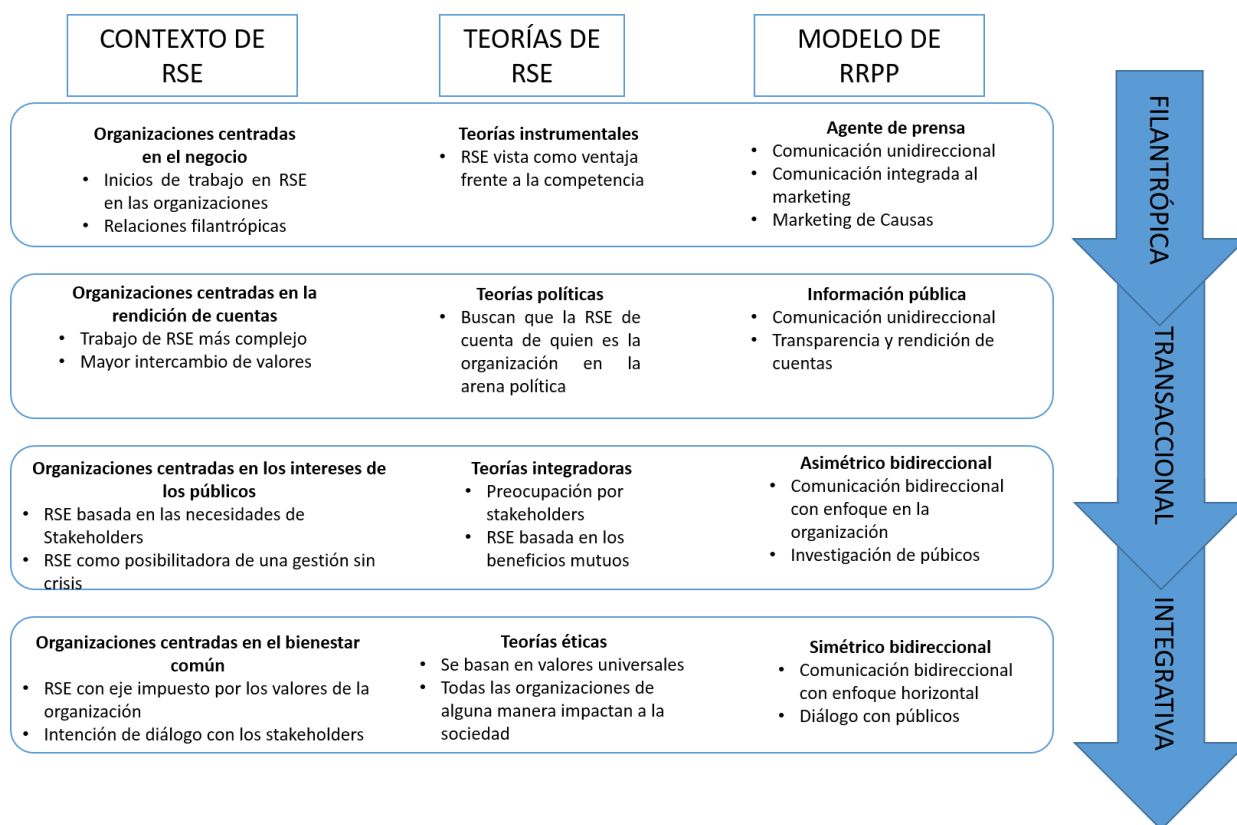 CONTEXTO DE
RSE
TEORÍAS DE
RSE
MODELO DE
RRPP
Organizaciones centradas
en el negocio
• Inicios de trabajo en RSE
en las organizaciones
• Relaciones filantrópicas
Teorías instrumentales
• RSE vista como ventaja
frente a la competencia
Agente de prensa
• Comunicación unidireccional
• Comunicación integrada al
marketing
• Marketing de Causas
FILANTRÓPICA
Organizaciones centradas en la
rendición de cuentas
• Trabajo de RSE más complejo
• Mayor intercambio de valores
Teorías políticas
• Buscan que la RSE de
cuenta de quien es la
organización en la
arena política
Información pública
• Comunicación unidireccional
• Transparencia y rendición de
cuentas
TRANSACCIONAL
Organizaciones centradas en los intereses de
los públicos
• RSE basada en las necesidades de
Stakeholders
• RSE como posibilitadora de una gestión sin
crisis
Teorías integradoras
• Preocupación por
stakeholders
• RSE basada en los
beneficios mutuos
Asimétrico bidireccional
• Comunicación bidireccional
con enfoque en la
organización
• Investigación de púbicos
Organizaciones centradas en el bienestar
común
• RSE con eje impuesto por los valores de la
organización
• Intención de diálogo con los stakeholders
Teorías éticas
• Se basan en valores universales
• Todas las organizaciones de
alguna manera impactan a la
sociedad
Simétrico bidireccional
• Comunicación bidireccional
con enfoque horizontal
• Diálogo con públicos
INTEGRATIVA